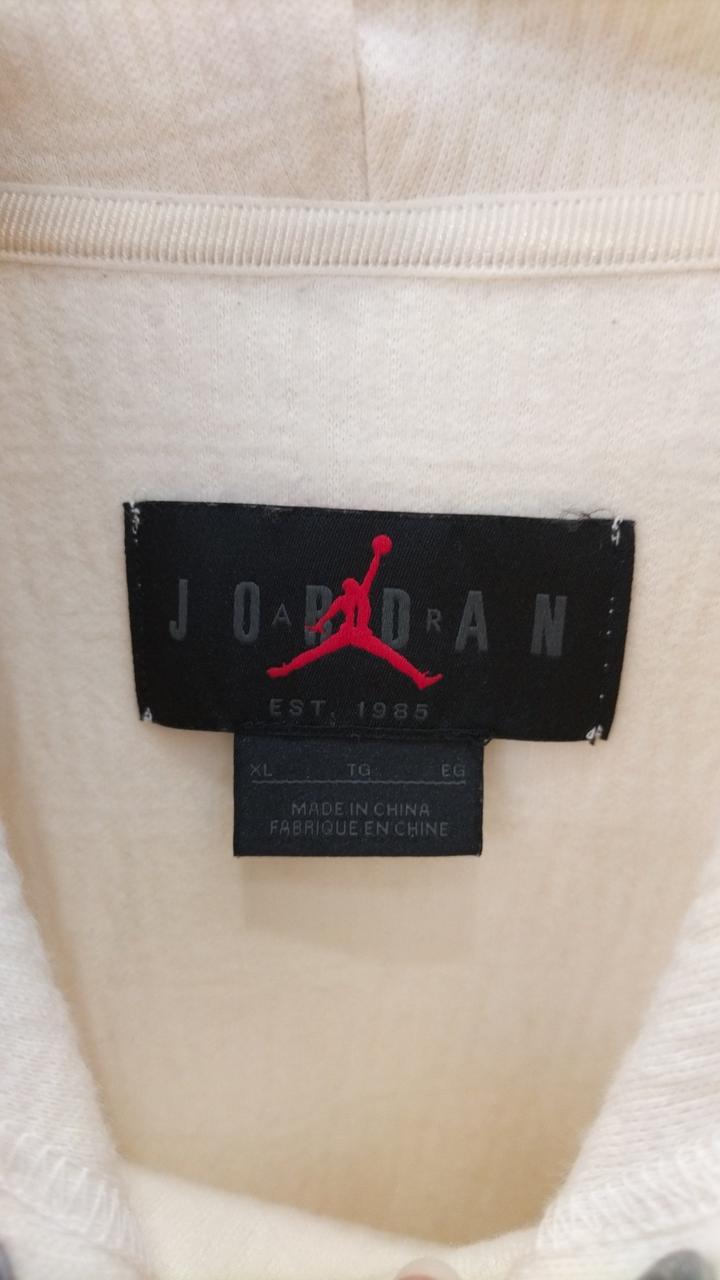 JORDAN
AIR
EST. 1985
XL TG EG
MADE IN CHINA
FABRIQUE EN CHINE